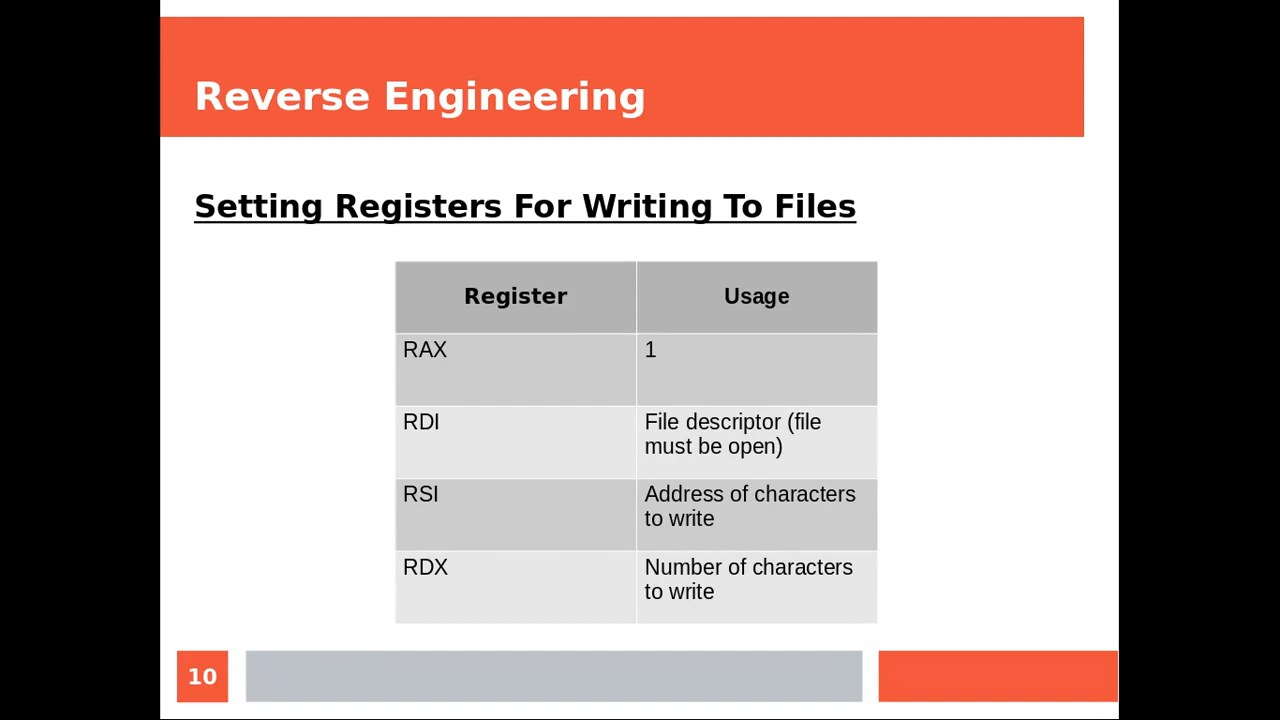 Reverse Engineering
Setting Registers For Writing To Files
Register Usage
RAX 1
RDI File descriptor (file
must be open)
RSI Address of characters
to write
RDX Number of characters
to write
10